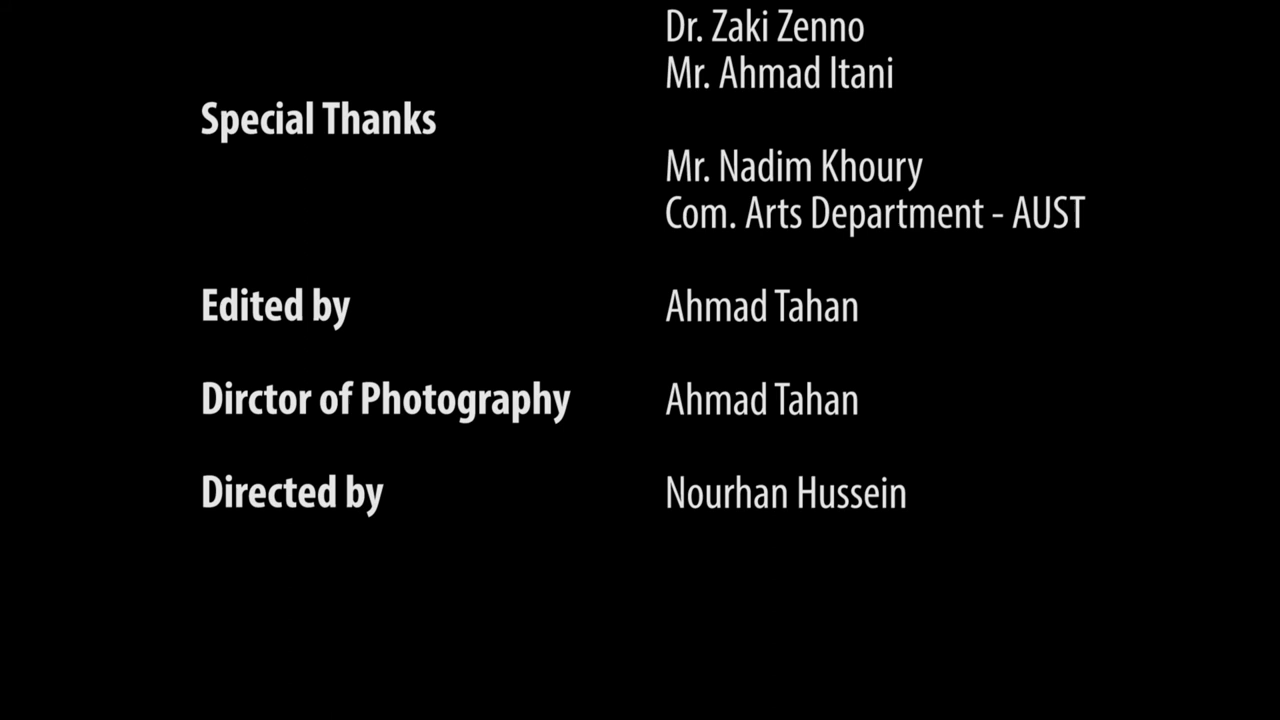 Dr. Zaki Zenno
Mr. Ahmad Itani
Special Thanks
Mr. Nadim Khoury
Com. Arts Department - AUST
Edited by Ahmad Tahan
Dirctor of Photography Ahmad Tahan
Directed by Nourhan Hussein